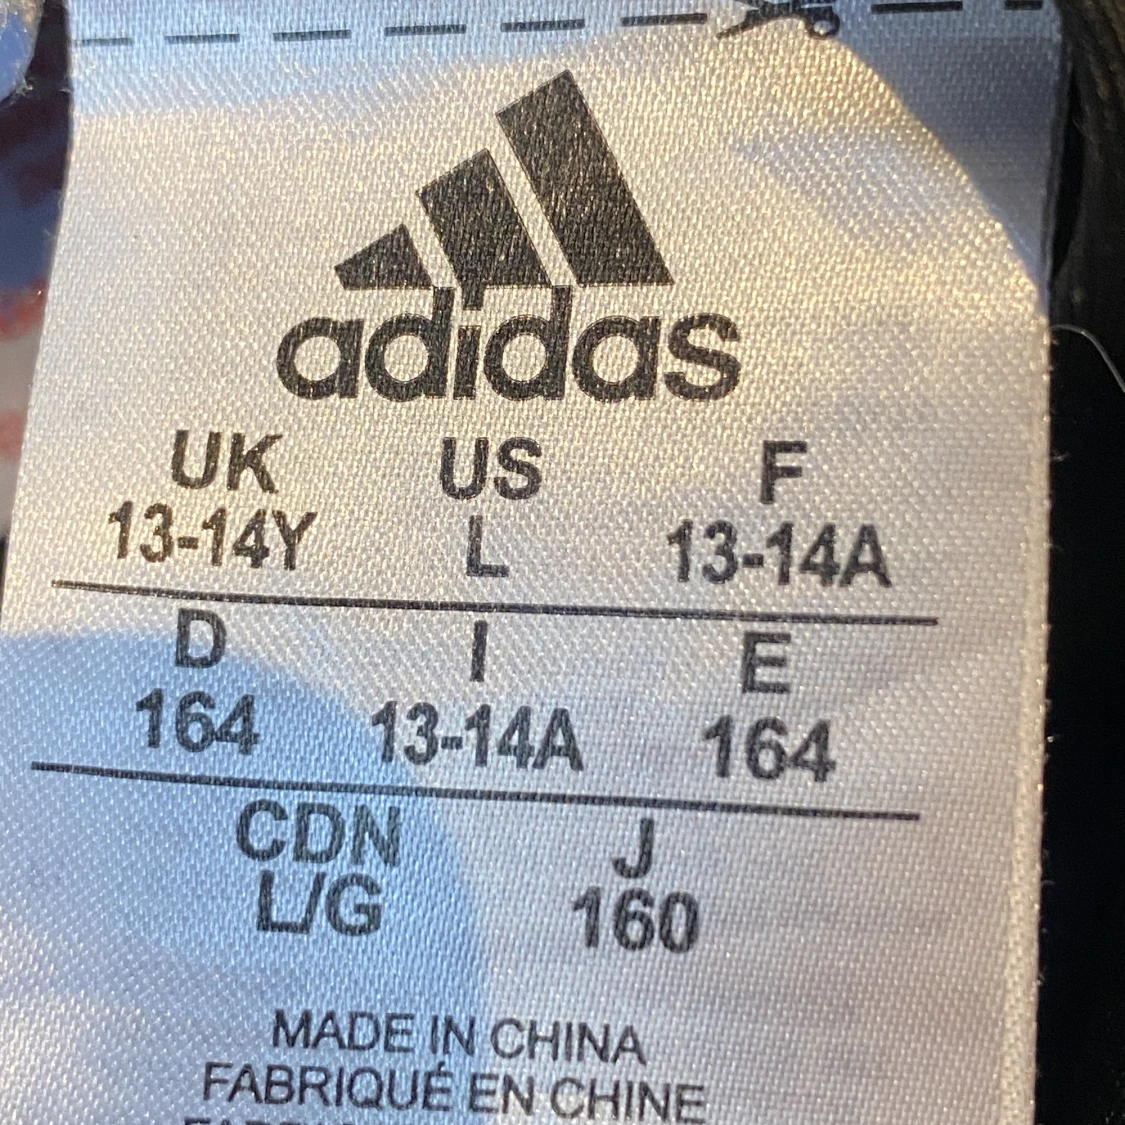 adidas
UK US F
13-14Y L 13-14A
D I E
164 13-14A 164
CDN J
L/G 160
MADE IN CHINA
FABRIQUÉ EN CHINE